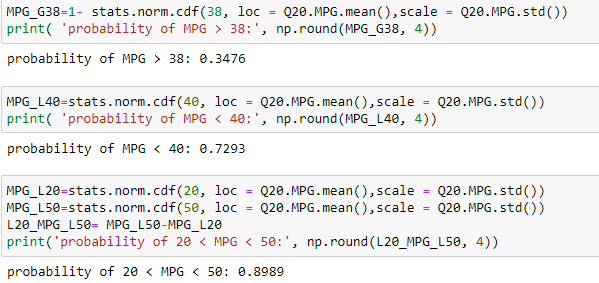 MPG_G38=1- stats.norm.cdf(38, loc = Q20.MPG.mean(),scale = Q20.MPG.std())
print( 'probability of MPG > 38:', np.round(MPG_G38, 4))
probability of MPG > 38: 0.3476
MPG_L40=stats.norm.cdf(40, loc = Q20.MPG.mean(),scale = Q20.MPG.std())
print( 'probability of MPG < 40:', np.round(MPG_L40, 4))
probability of MPG < 40: 0.7293
MPG_L20=stats.norm.cdf(20, loc = Q20.MPG.mean(),scale = Q20.MPG.std())
MPG_L50=stats.norm.cdf(50, loc = Q20.MPG.mean(),scale = Q20.MPG.std())
L20_MPG_L50= MPG_L50-MPG_L20
print('probability of 20 < MPG < 50:', np.round(L20_MPG_L50, 4))
probability of 20 < MPG < 50: 0.8989